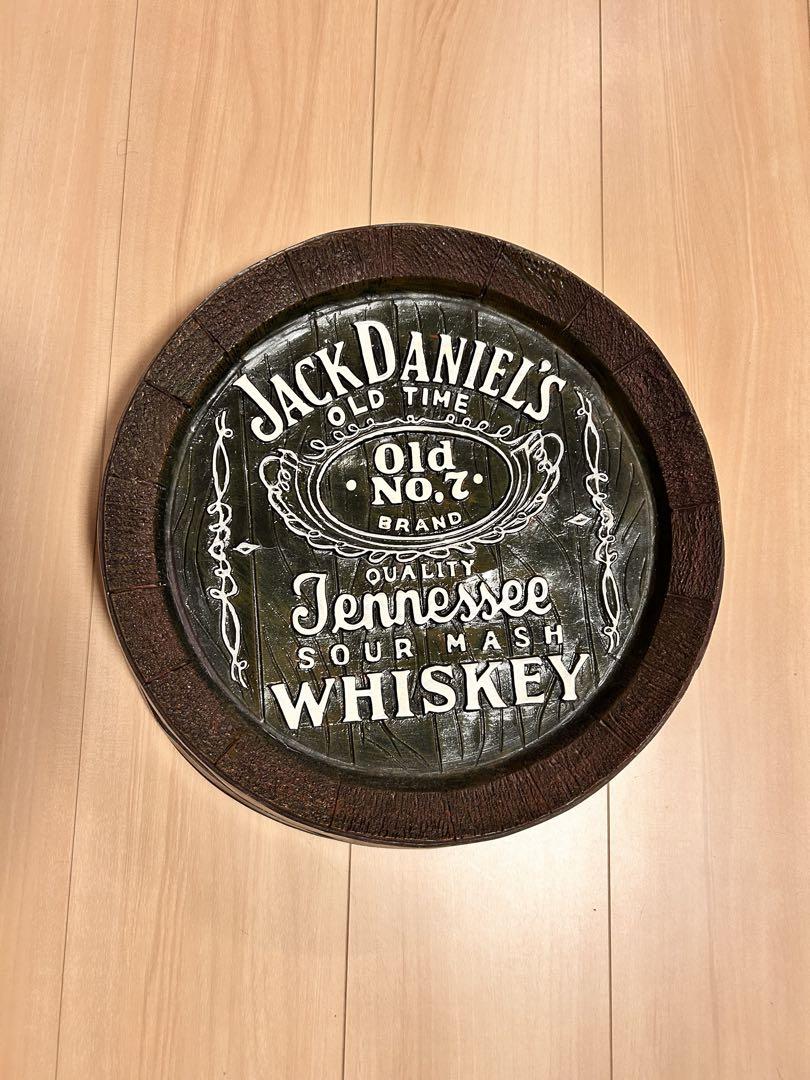 JACK DANIEL'S
OLD TIME
Old
• No.7 •
BRAND
QUALITY
Tennessee
SOUR MASH
WHISKEY